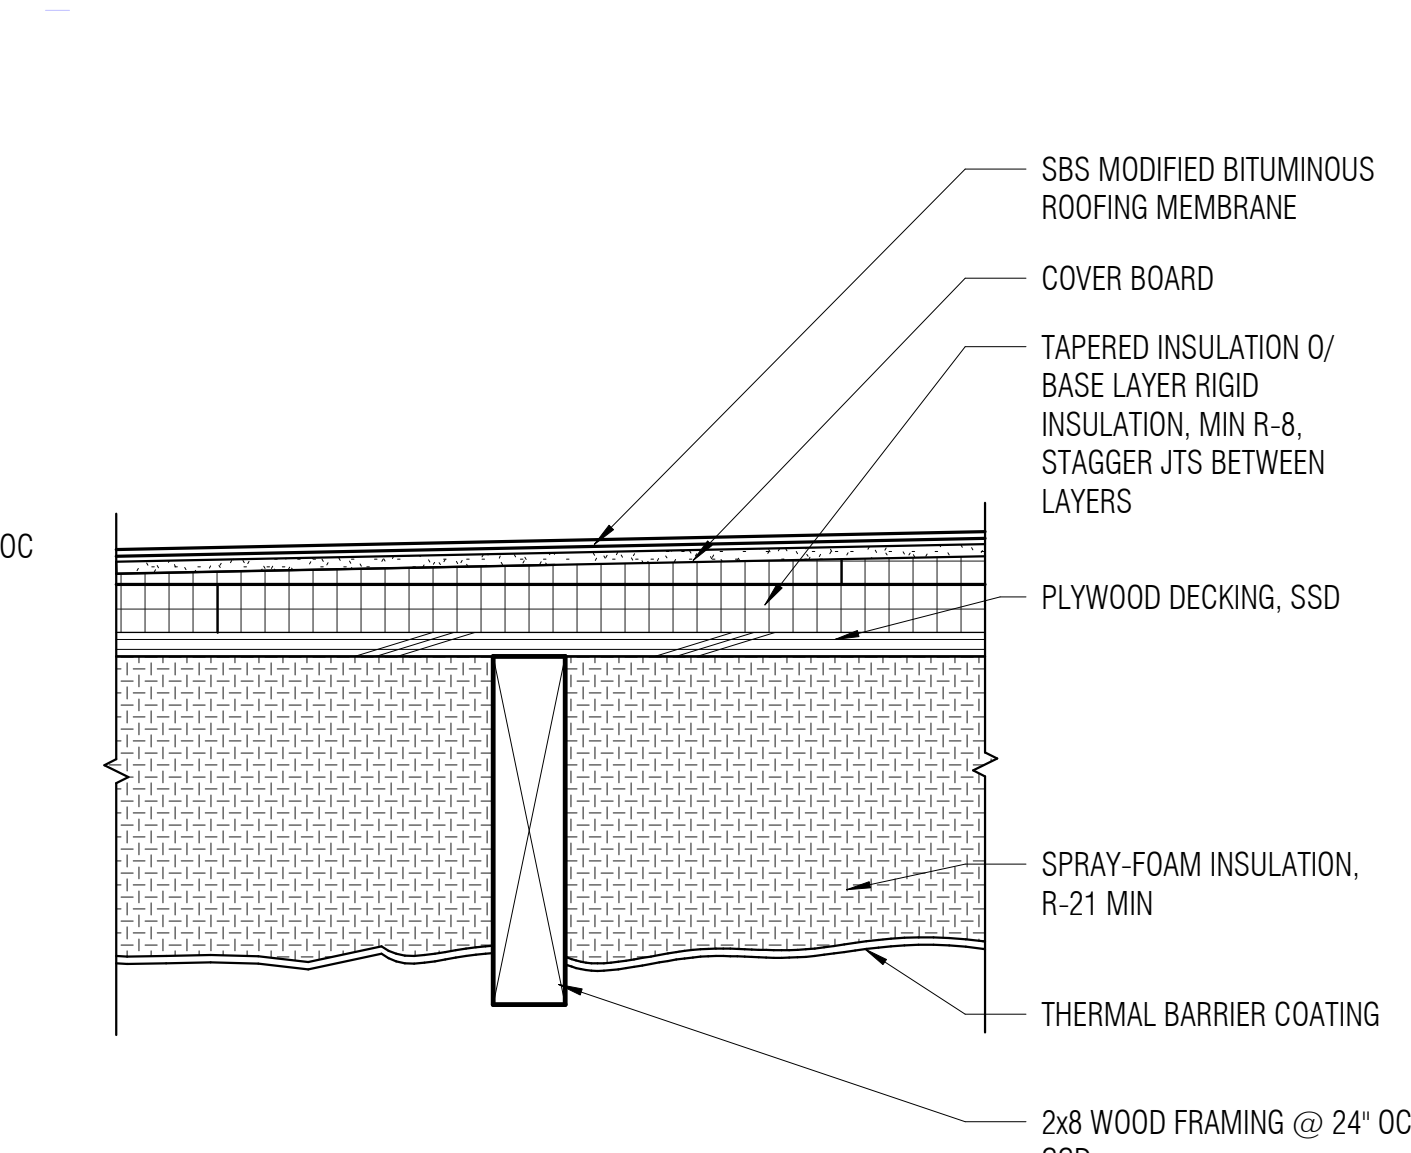 SBS MODIFIED BITUMINOUS
ROOFING MEMBRANE
COVER BOARD
TAPERED INSULATION O/
BASE LAYER RIGID
INSULATION, MIN R-8,
STAGGER JTS BETWEEN
LAYERS
OC
PLYWOOD DECKING, SSD
SPRAY-FOAM INSULATION,
R-21 MIN
THERMAL BARRIER COATING
2x8 WOOD FRAMING @ 24" OC